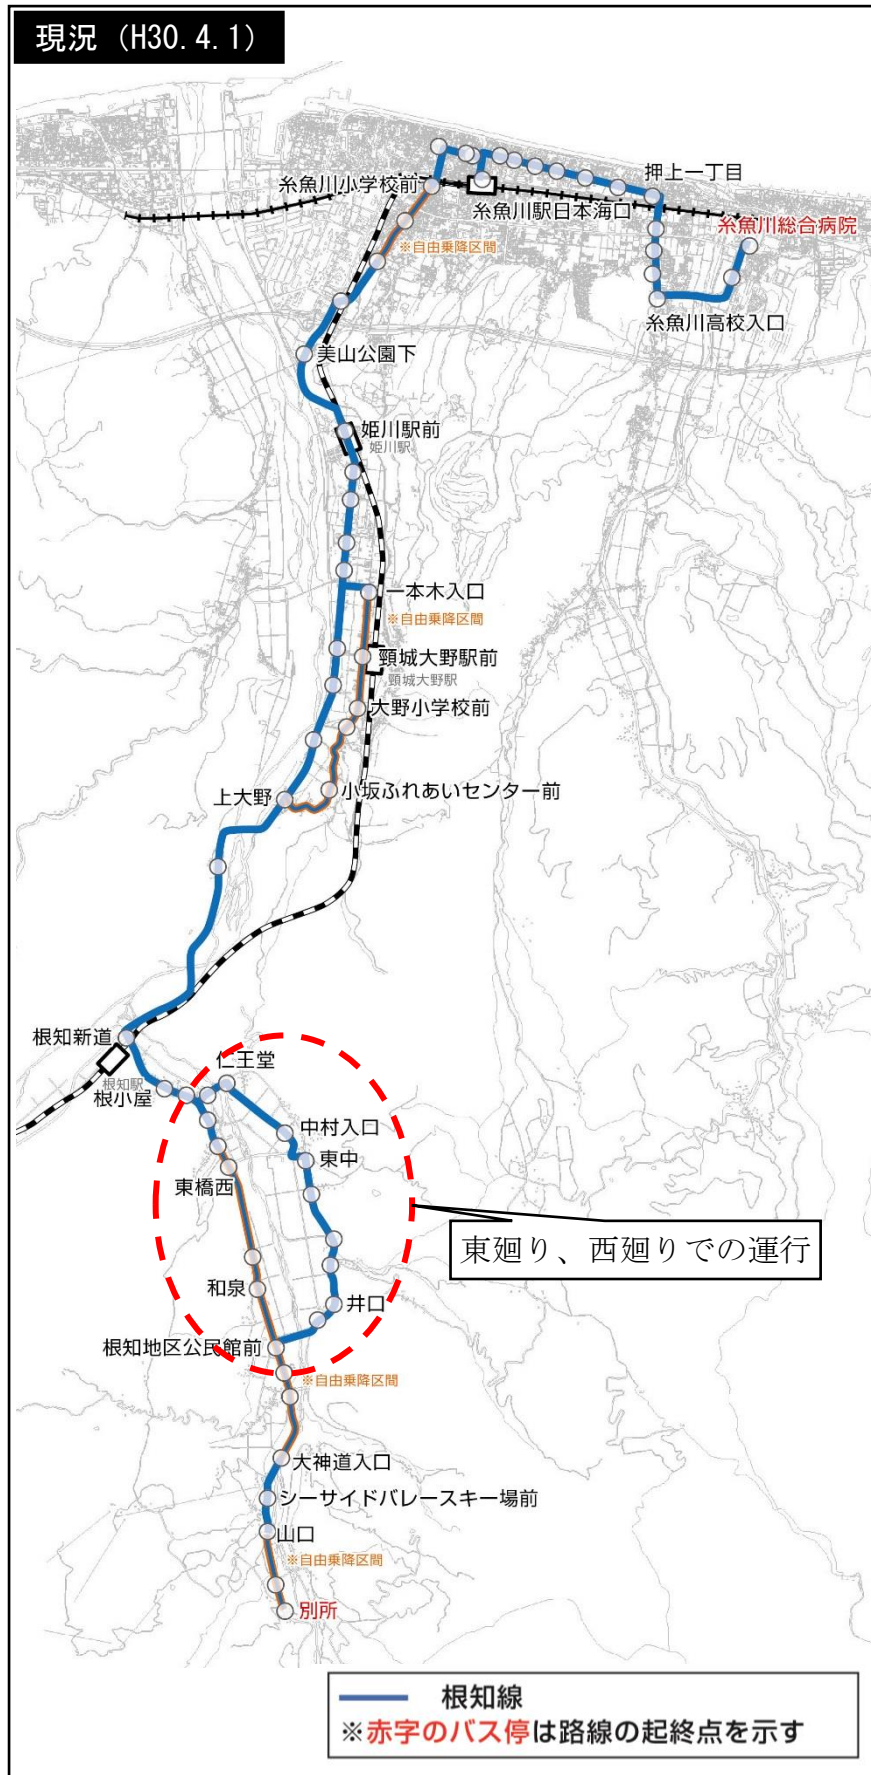 現況（H30.4.1）
押上一丁目
糸魚川小学校前
糸魚川駅日本海口
糸魚川総合病院
※自由乗降区間
糸魚川高校入口
美山公園下
姫川駅前
姫川駅
一本木入口
※自由乗降区間
頸城大野駅前
頸城大野駅
大野小学校前
小坂ふれあいセンター前
上大野
根知新道
仁王堂
根知駅
根小屋
中村入口
東中
東橋西
東廻り、西廻りでの運行
和泉
井口
根知地区公民館前
※自由乗降区間
大神道入口
シーサイドバレースキー場前
山口
※自由乗降区間
別所
根知線
※赤字のバス停は路線の起終点を示す